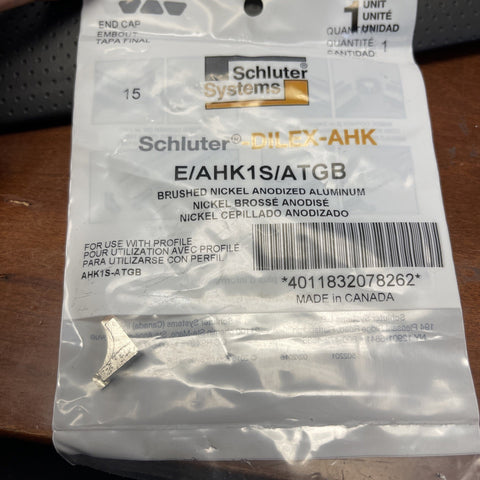 END CAP
EMBOUT
TAPA FINAL
1 UNIT
UNITÉ
UNIDAD
QUANTITY
QUANTITÉ 1
CANTIDAD
15
Schluter
Systems
Schluter®-DILEX-AHK
E/AHK1S/ATGB
BRUSHED NICKEL ANODIZED ALUMINUM
NICKEL BROSSÉ ANODISÉ
NICKEL CEPILLADO ANODIZADO
FOR USE WITH PROFILE
POUR UTILIZATION AVEC PROFILÉ
PARA UTILIZARSE CON PERFIL
AHK1S-ATGB
*4011832078262*
MADE in CANADA